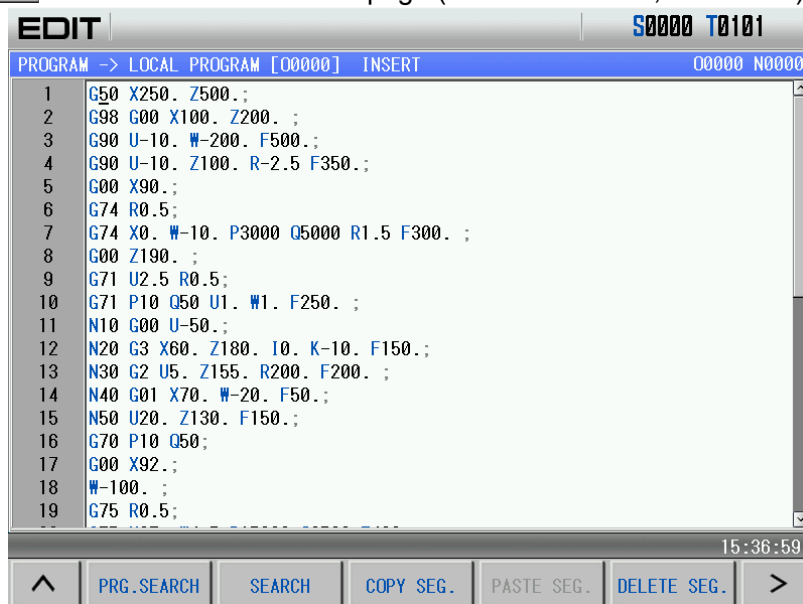 EDIT S0000 T0101
PROGRAM -> LOCAL PROGRAM [O0000] INSERT O0000 N0000
1 G50 X250. Z500.;
2 G98 G00 X100. Z200. ;
3 G90 U-10. W-200. F500.;
4 G90 U-10. Z100. R-2.5 F350.;
5 G00 X90.;
6 G74 R0.5;
7 G74 X0. W-10. P3000 Q5000 R1.5 F300. ;
8 G00 Z190. ;
9 G71 U2.5 R0.5;
10 G71 P10 Q50 U1. W1. F250. ;
11 N10 G00 U-50.;
12 N20 G3 X60. Z180. I0. K-10. F150.;
13 N30 G2 U5. Z155. R200. F200. ;
14 N40 G01 X70. W-20. F50.;
15 N50 U20. Z130. F150.;
16 G70 P10 Q50;
17 G00 X92.;
18 W-100. ;
19 G75 R0.5;
15:36:59
^ PRG.SEARCH SEARCH COPY SEG. PASTE SEG. DELETE SEG. >